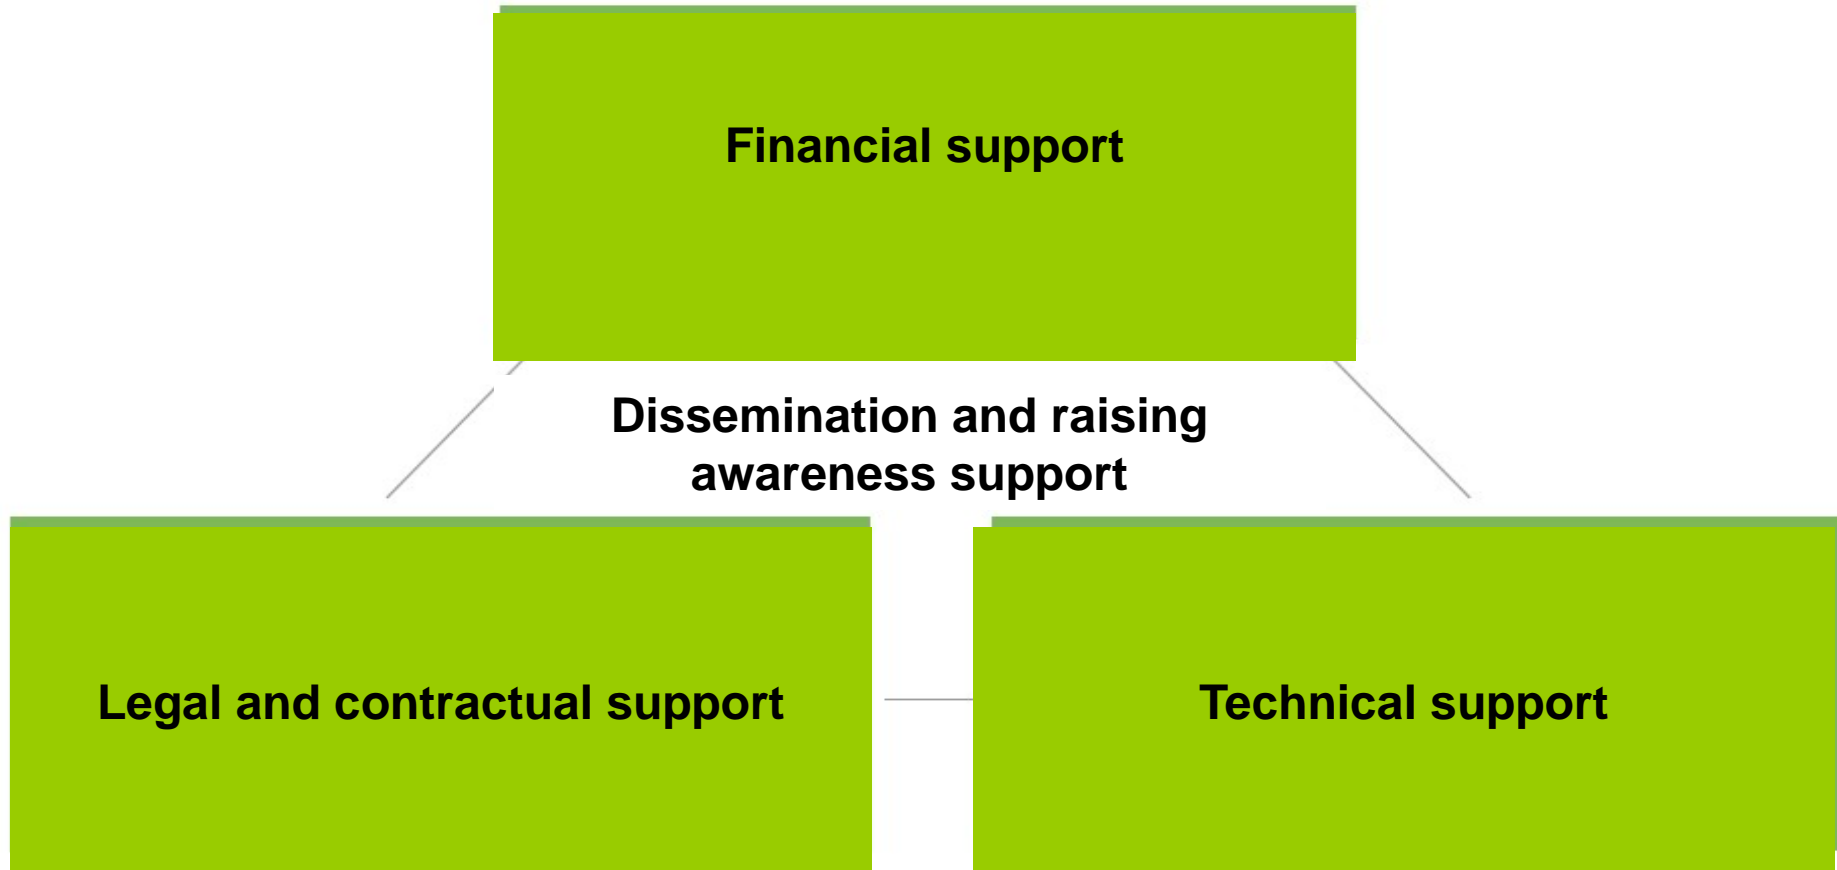 Financial support
Dissemination and raising
awareness support
Legal and contractual support
Technical support